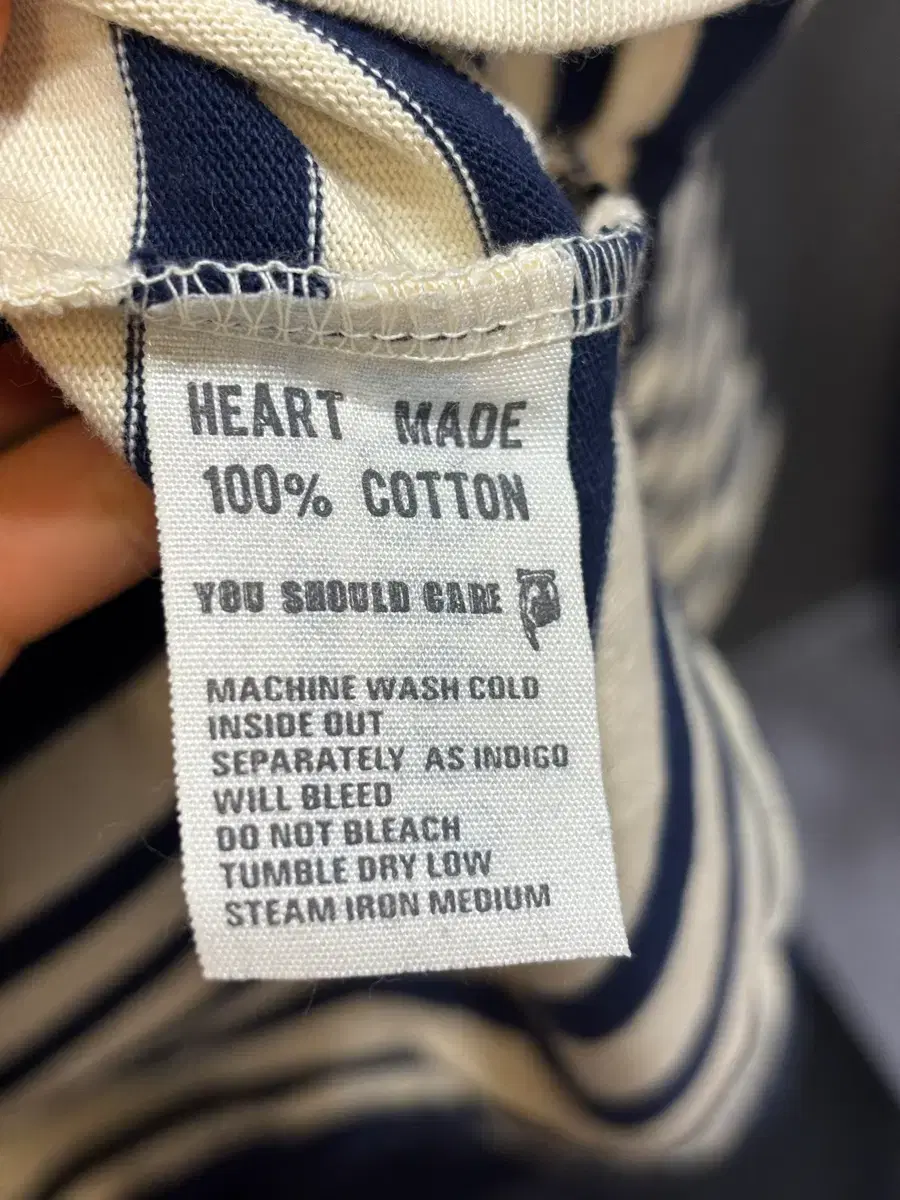 HEART MADE
100% COTTON
YOU SHOULD CARE
MACHINE WASH COLD
INSIDE OUT
SEPARATELY AS INDIGO
WILL BLEED
DO NOT BLEACH
TUMBLE DRY LOW
STEAM IRON MEDIUM